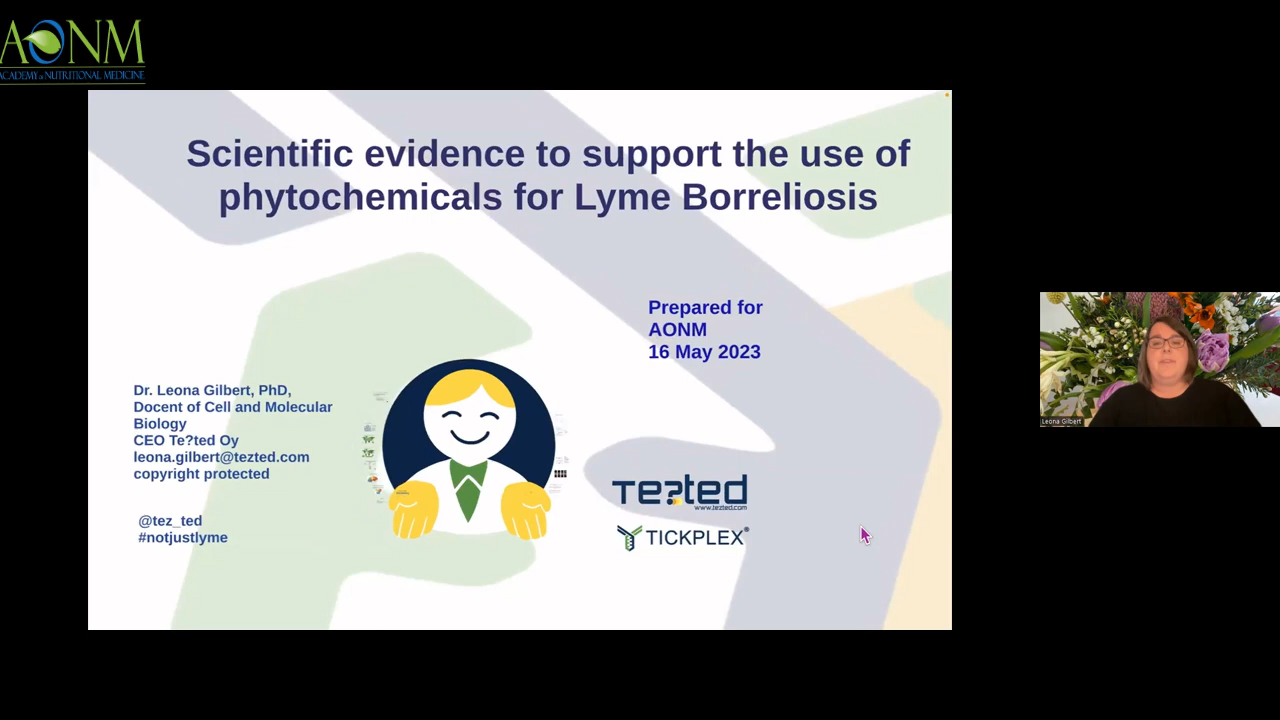 AONM
ACADEMY of NUTRITIONAL MEDICINE
Scientific evidence to support the use of
phytochemicals for Lyme Borreliosis
Prepared for
AONM
16 May 2023
Dr. Leona Gilbert, PhD,
Docent of Cell and Molecular
Biology
CEO Te?ted Oy
leona.gilbert@tezted.com
copyright protected
@tez_ted
#notjustlyme
Te?ted
www.tezted.com
TICKPLEX®
Leona Gilbert